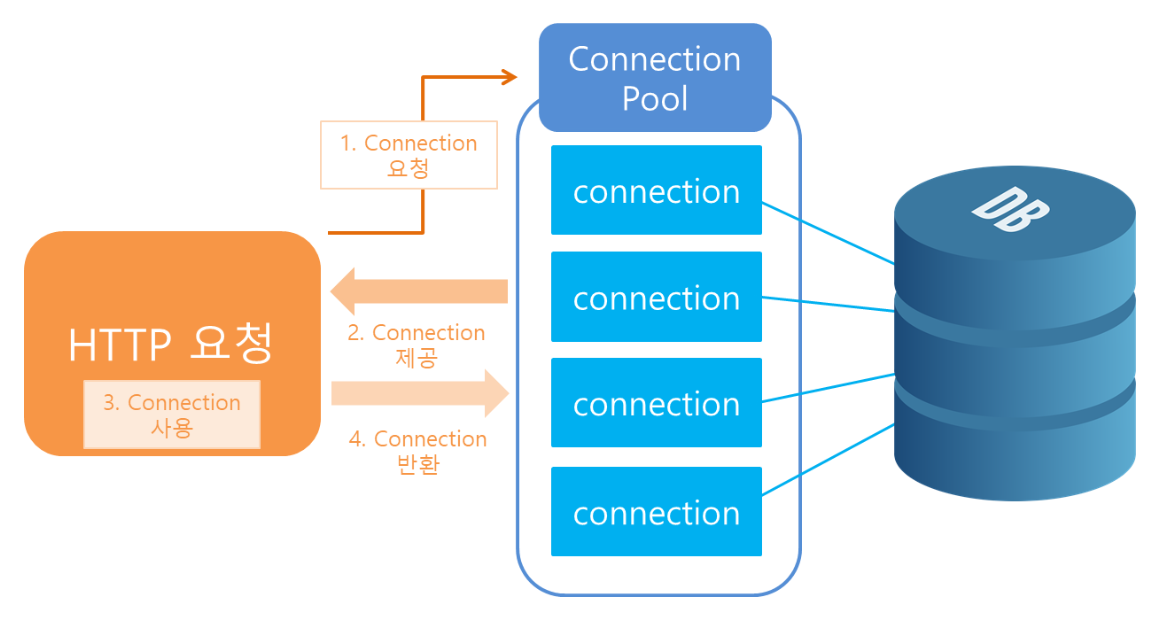 Connection
Pool
1. Connection
요청
connection
DB
connection
HTTP 요청
2. Connection
제공
3. Connection
사용
connection
4. Connection
반환
connection